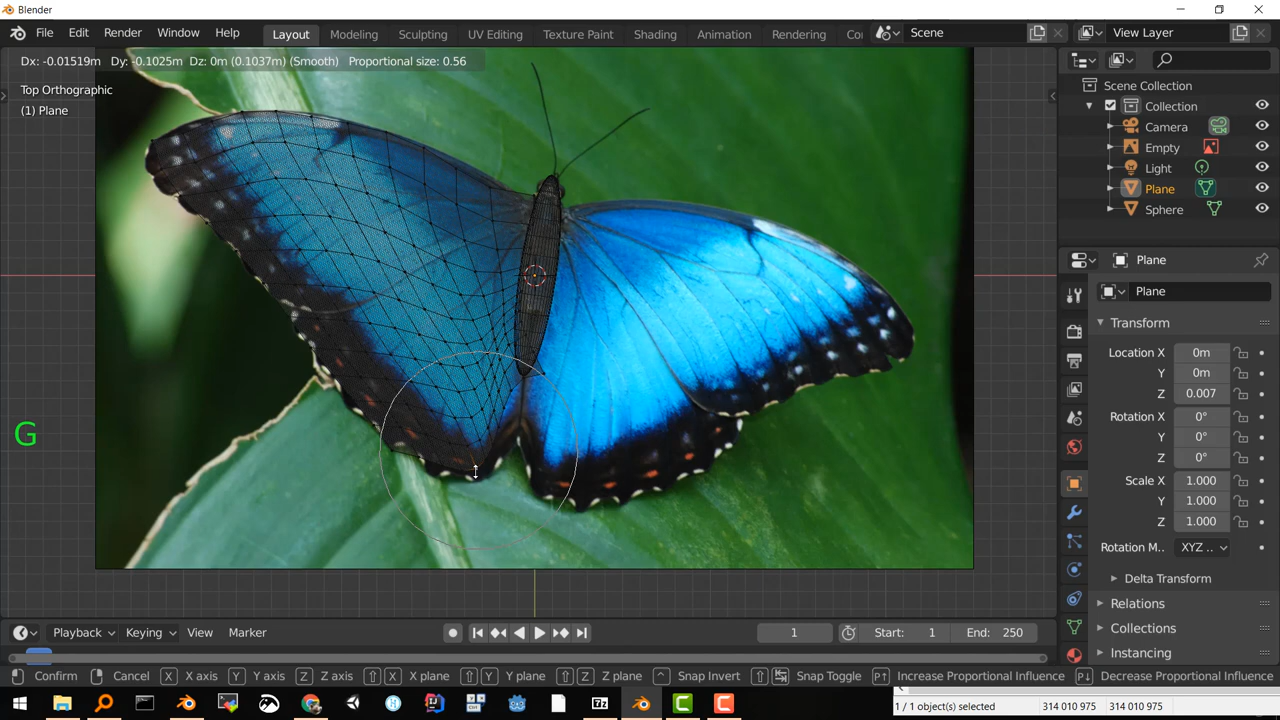 Blender
File Edit Render Window Help Layout Modeling Sculpting UV Editing Texture Paint Shading Animation Rendering Scene View Layer
Dx: -0.01519m Dy: -0.1025m Dz: 0m (0.1037m) (Smooth) Proportional size: 0.56
Top Orthographic
(1) Plane
G
Scene Collection
Collection
Camera
Empty
Light
Plane
Sphere
Plane
Plane
Transform
Location X 0m
Y 0m
Z 0.007
Rotation X 0°
Y 0°
Z 0°
Scale X 1.000
Y 1.000
Z 1.000
Rotation M.. XYZ ..
Delta Transform
Relations
Collections
Instancing
Playback Keying View Marker 1 Start: 1 End: 250
Confirm Cancel X X axis Y Y axis Z Z axis X X plane Y Y plane Z Z plane ^ Snap Invert Snap Toggle Increase Proportional Influence Decrease Proportional Influence
1 / 1 object(s) selected 314 010 975 314 010 975